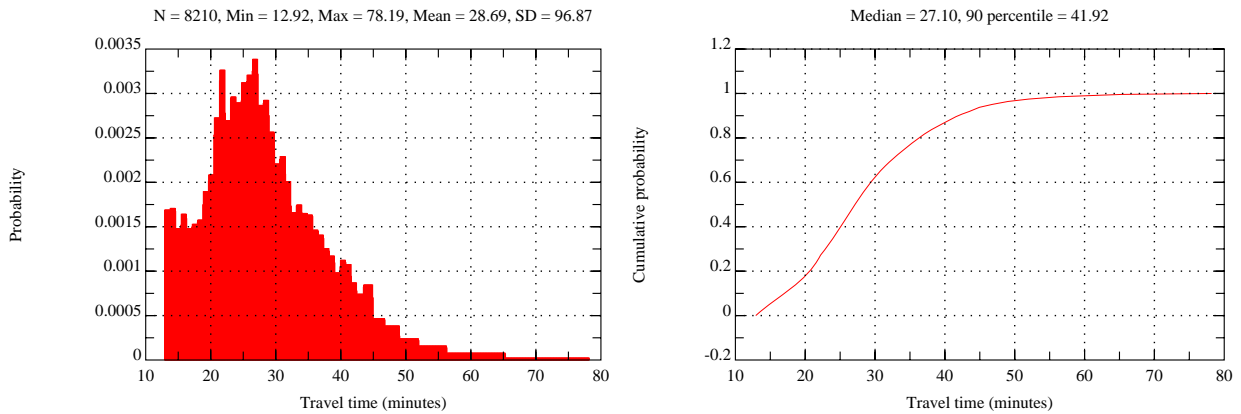 N = 8210, Min = 12.92, Max = 78.19, Mean = 28.69, SD = 96.87
0.0035
0.003
0.0025
0.002
0.0015
0.001
0.0005
0
Probability
10 20 30 40 50 60 70 80
Travel time (minutes)
Median = 27.10, 90 percentile = 41.92
1.2
1
0.8
0.6
0.4
0.2
0
-0.2
Cumulative probability
10 20 30 40 50 60 70 80
Travel time (minutes)